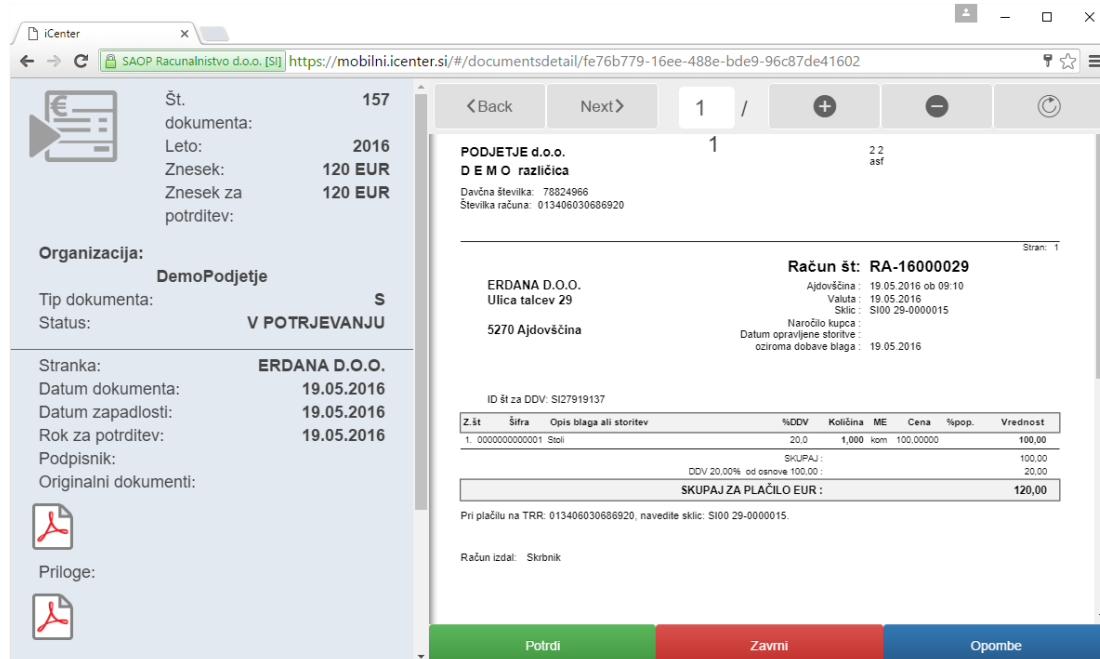 iCenter
SAOP Racunalnistvo d.o.o. [SI] https://mobilni.icenter.si/#/documentsdetail/fe76b779-16ee-488e-bde9-96c87de41602
Št. dokumenta: 157
Leto: 2016
Znesek: 120 EUR
Znesek za potrditev: 120 EUR
Organizacija:
DemoPodjetje
Tip dokumenta: S
Status: V POTRJEVANJU
Stranka: ERDANA D.O.O.
Datum dokumenta: 19.05.2016
Datum zapadlosti: 19.05.2016
Rok za potrditev: 19.05.2016
Podpisnik:
Originalni dokumenti:
Priloge:
Back Next 1 /
1
PODJETJE d.o.o. 2 2
D E M O različica asf
Davčna številka: 78824966
Številka računa: 013406030686920
Stran: 1
Račun št: RA-16000029
ERDANA D.O.O. Ajdovščina : 19.05.2016 ob 09:10
Ulica talcev 29 Valuta : 19.05.2016
Sklic : SI00 29-0000015
5270 Ajdovščina Naročilo kupca :
Datum opravljene storitve :
oziroma dobave blaga : 19.05.2016
ID št za DDV: SI27919137
Z.št Šifra Opis blaga ali storitev %DDV Količina ME Cena %pop. Vrednost
1. 0000000000001 Stoli 20,0 1,000 kom 100,00000 100,00
SKUPAJ : 100,00
DDV 20,00% od osnove 100,00 : 20,00
SKUPAJ ZA PLAČILO EUR : 120,00
Pri plačilu na TRR: 013406030686920, navedite sklic: SI00 29-0000015.
Račun izdal: Skrbnik
Potrdi Zavrni Opombe